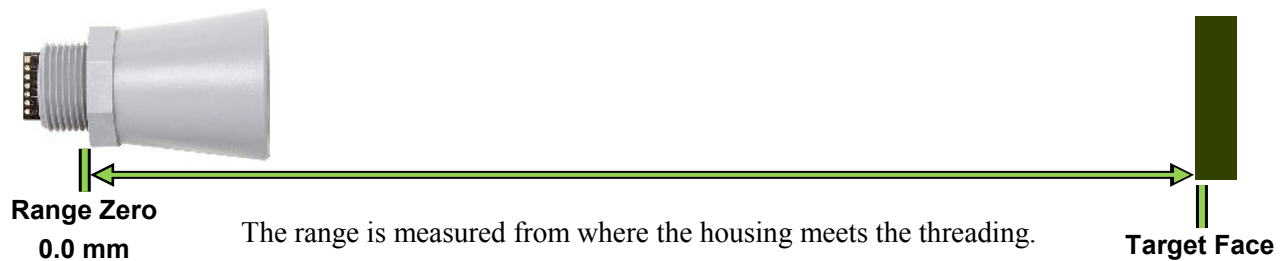 Range Zero
0.0 mm
The range is measured from where the housing meets the threading.
Target Face